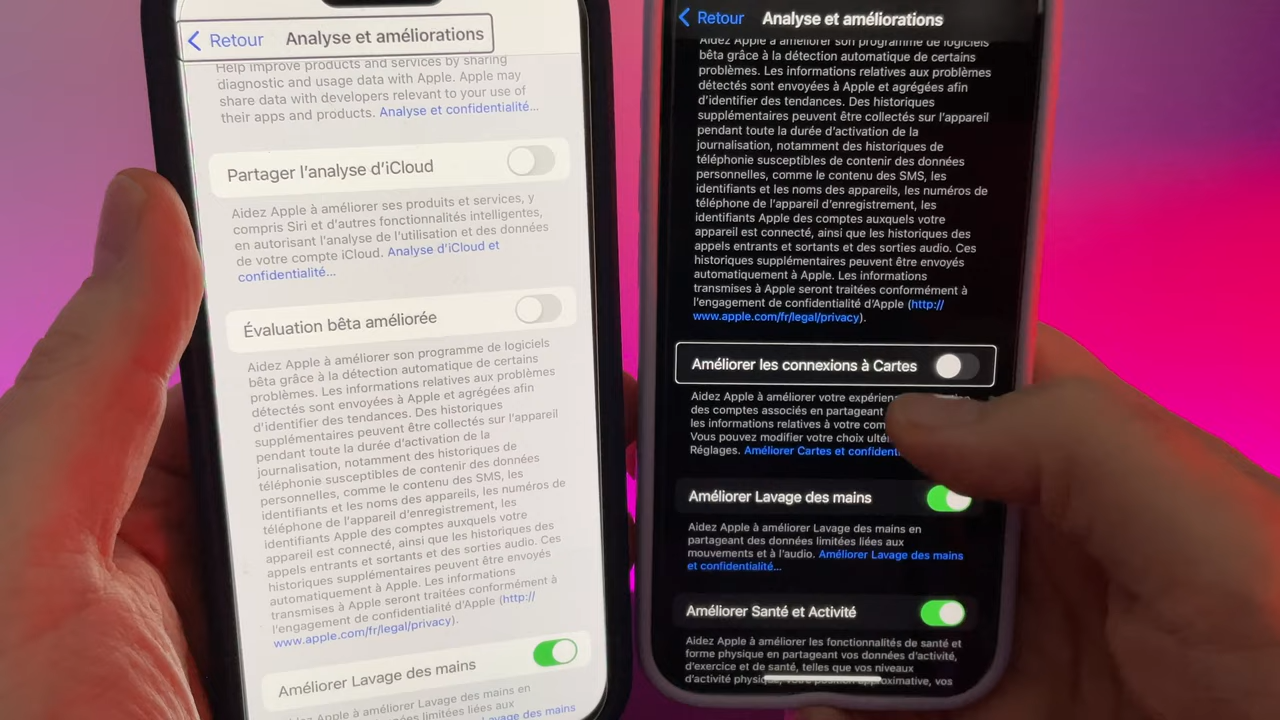 Retour
Analyse et améliorations
Help improve products and services by sharing
diagnostic and usage data with Apple. Apple may
share data with developers relevant to your use of
their apps and products. Analyse et confidentialité...
Partager l'analyse d'iCloud
Aidez Apple à améliorer ses produits et services, y
compris Siri et d'autres fonctionnalités intelligentes,
en autorisant l'analyse de l'utilisation et des données
de votre compte iCloud. Analyse d'iCloud et
confidentialité...
Évaluation bêta améliorée
Aidez Apple à améliorer son programme de logiciels
bêta grâce à la détection automatique de certains
problèmes. Les informations relatives aux problèmes
détectés sont envoyées à Apple et agrégées afin
d'identifier des tendances. Des historiques
supplémentaires peuvent être collectés sur l'appareil
pendant toute la durée d'activation de la
journalisation, notamment des historiques de
téléphonie susceptibles de contenir des données
personnelles, comme le contenu des SMS, les
identifiants et les noms des appareils, les numéros de
téléphone de l'appareil d'enregistrement, les
identifiants Apple des comptes auxquels votre
appareil est connecté, ainsi que les historiques des
appels entrants et sortants et des sorties audio. Ces
historiques supplémentaires peuvent être envoyés
automatiquement à Apple. Les informations
transmises à Apple seront traitées conformément à
l'engagement de confidentialité d'Apple (http://
www.apple.com/fr/legal/privacy).
Améliorer Lavage des mains
Aidez Apple à améliorer Lavage des mains en
partageant des données limitées liées aux
Lavage des mains
Retour
Analyse et améliorations
Aidez Apple à améliorer son programme de logiciels
bêta grâce à la détection automatique de certains
problèmes. Les informations relatives aux problèmes
détectés sont envoyées à Apple et agrégées afin
d'identifier des tendances. Des historiques
supplémentaires peuvent être collectés sur l'appareil
pendant toute la durée d'activation de la
journalisation, notamment des historiques de
téléphonie susceptibles de contenir des données
personnelles, comme le contenu des SMS, les
identifiants et les noms des appareils, les numéros de
téléphone de l'appareil d'enregistrement, les
identifiants Apple des comptes auxquels votre
appareil est connecté, ainsi que les historiques des
appels entrants et sortants et des sorties audio. Ces
historiques supplémentaires peuvent être envoyés
automatiquement à Apple. Les informations
transmises à Apple seront traitées conformément à
l'engagement de confidentialité d'Apple (http://
www.apple.com/fr/legal/privacy).
Améliorer les connexions à Cartes
Aidez Apple à améliorer votre
des comptes associés en partageant
les informations relatives à votre
Vous pouvez modifier votre choix
Réglages. Améliorer Cartes et
Améliorer Lavage des mains
Aidez Apple à améliorer Lavage des mains en
partageant des données limitées liées aux
mouvements et à l'audio. Améliorer Lavage des mains
et confidentialité...
Améliorer Santé et Activité
Aidez Apple à améliorer les fonctionnalités de santé et
forme physique en partageant vos données d'activité,
d'exercice et de santé, telles que vos niveaux
d'activité votre position approximative, vos